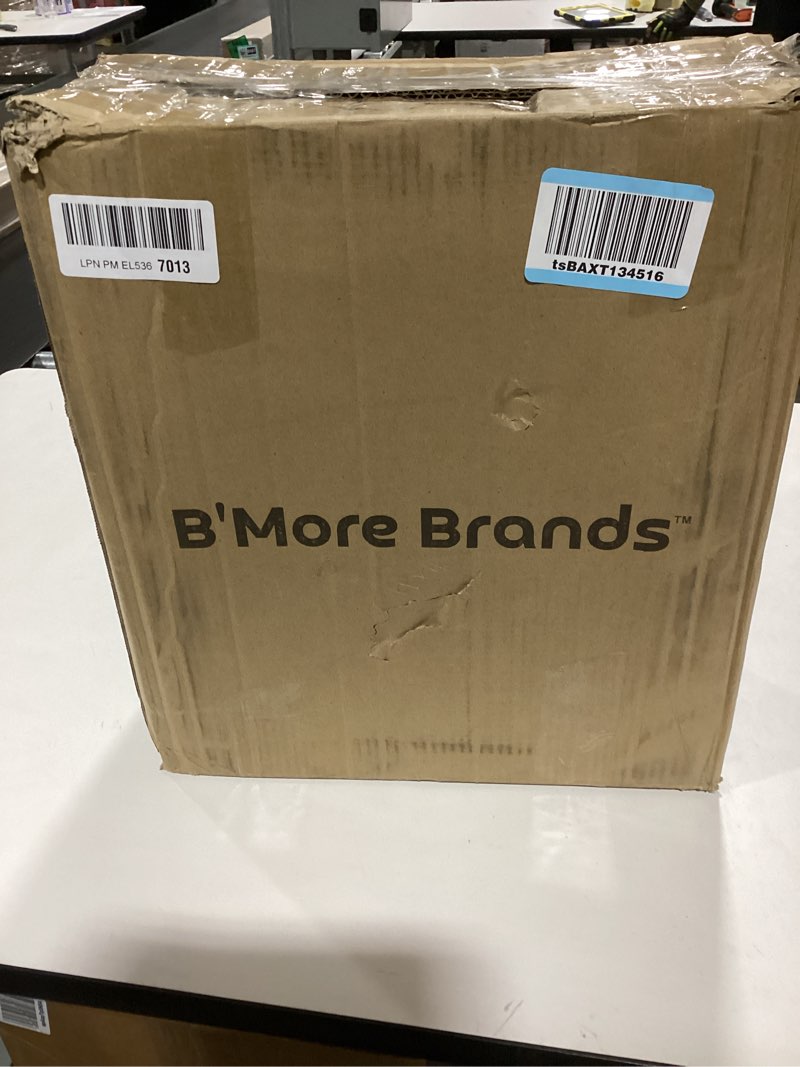 LPN PM EL536 7013
tsBAXT134516
B'More Brands™